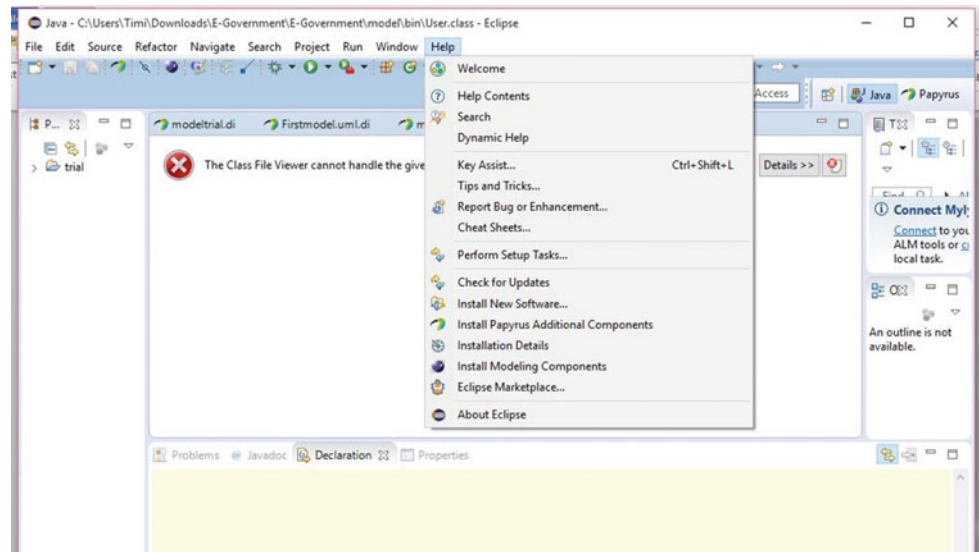 Java - C:\Users\Timi\Downloads\E-Government\E-Government\model\bin\User.class - Eclipse
File Edit Source Refactor Navigate Search Project Run Window Help
Access
Java
Papyrus
P...
modeltrial.di
Firstmodel.uml.di
trial
The Class File Viewer cannot handle the give
Details >>
Welcome
Help Contents
Search
Dynamic Help
Key Assist... Ctrl+Shift+L
Tips and Tricks...
Report Bug or Enhancement...
Cheat Sheets...
Perform Setup Tasks...
Check for Updates
Install New Software...
Install Papyrus Additional Components
Installation Details
Install Modeling Components
Eclipse Marketplace...
About Eclipse
Find
Connect Myl
Connect to you
ALM tools or
local task.
An outline is not
available.
Problems Javadoc Declaration Properties